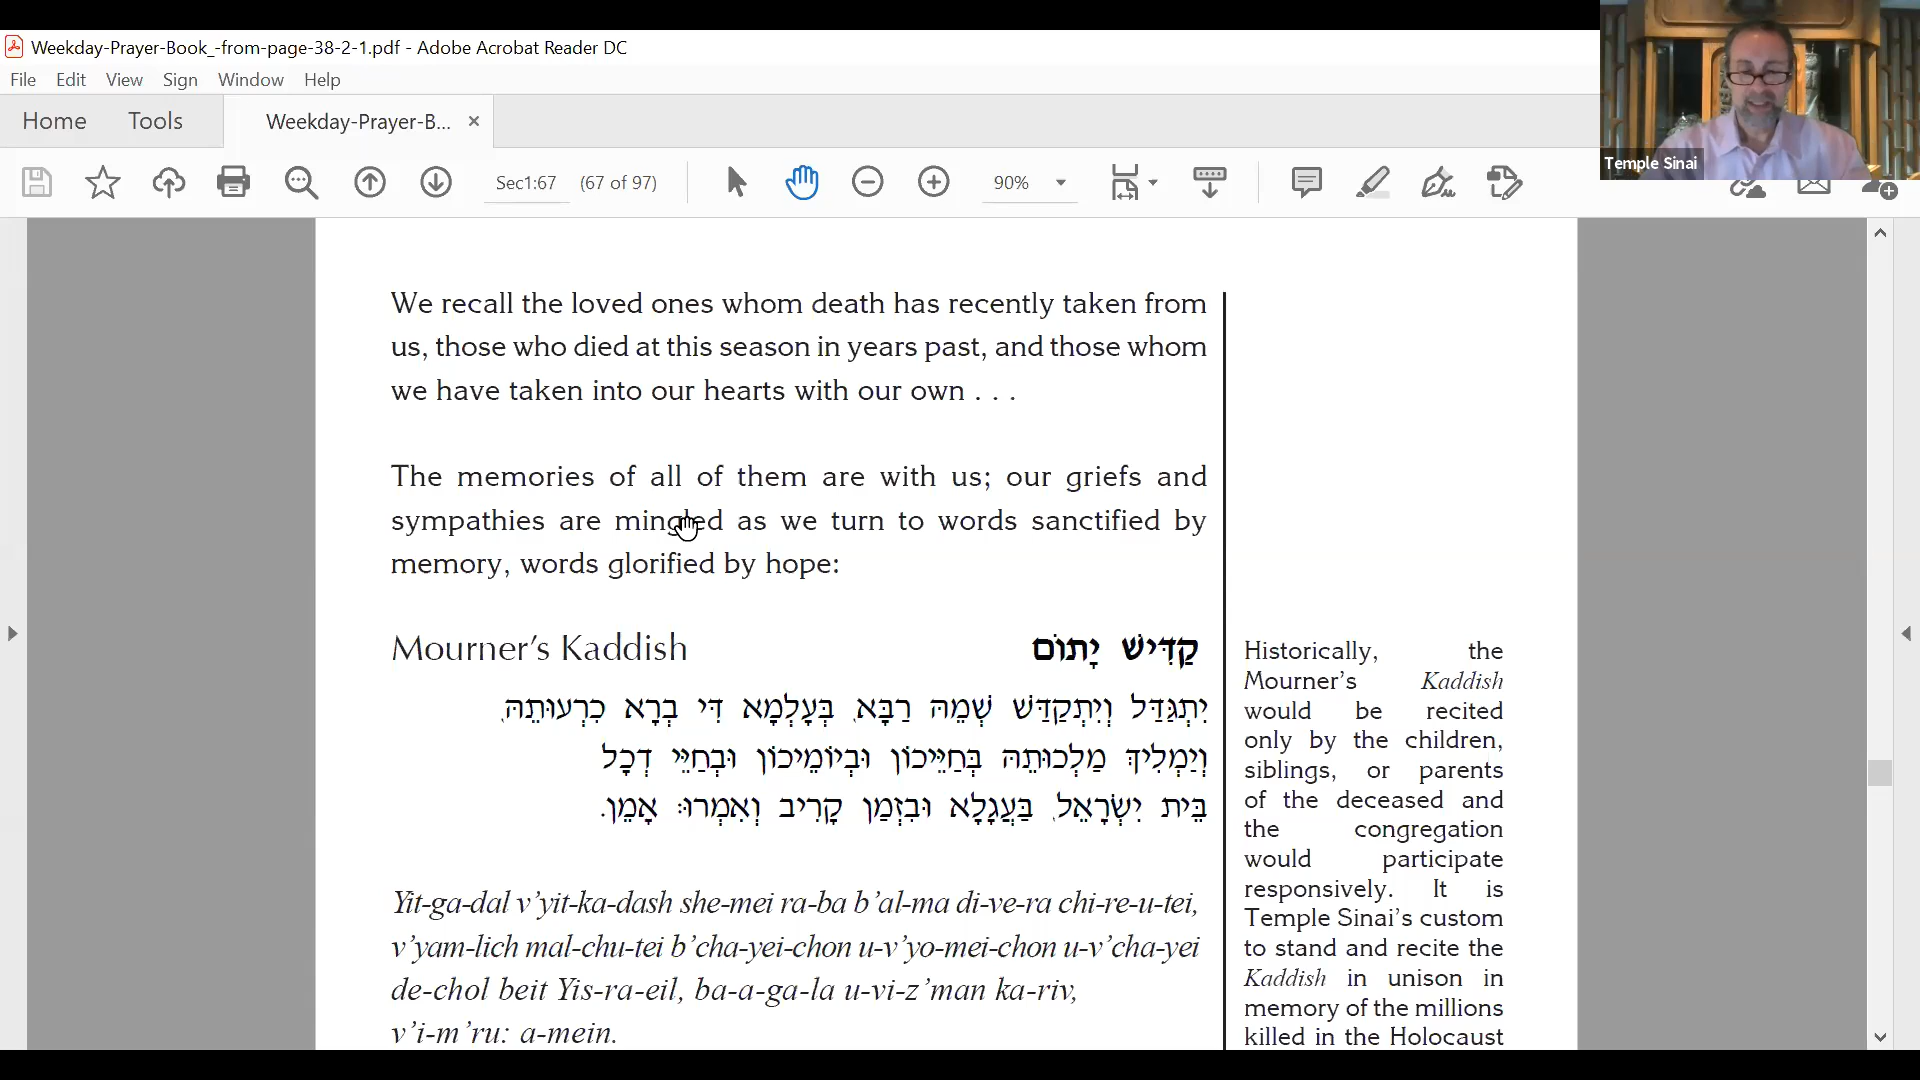 Weekday-Prayer-Book_-from-page-38-2-1.pdf - Adobe Acrobat Reader DC
File Edit View Sign Window Help
Home Tools Weekday-Prayer-B... ×
Sec1:67 (67 of 97) 90%
Temple Sinai
We recall the loved ones whom death has recently taken from
us, those who died at this season in years past, and those whom
we have taken into our hearts with our own . . .
The memories of all of them are with us; our griefs and
sympathies are mingled as we turn to words sanctified by
memory, words glorified by hope:
Mourner's Kaddish קַדִּישׁ יָתוֹם
יִתְגַּדַּל וְיִתְקַדַּשׁ שְׁמֵהּ רַבָּא, בְּעָלְמָא דִּי בְרָא כִרְעוּתֵהּ,
וְיַמְלִיךְ מַלְכוּתֵהּ בְּחַיֵּיכוֹן וּבְיוֹמֵיכוֹן וּבְחַיֵּי דְכָל
בֵּית יִשְׂרָאֵל, בַּעֲגָלָא וּבִזְמַן קָרִיב וְאִמְרוּ: אָמֵן.
Yit-ga-dal v'yit-ka-dash she-mei ra-ba b'al-ma di-ve-ra chi-re-u-tei,
v'yam-lich mal-chu-tei b'cha-yei-chon u-v'yo-mei-chon u-v'cha-yei
de-chol beit Yis-ra-eil, ba-a-ga-la u-vi-z'man ka-riv,
v'i-m'ru: a-mein.
Historically, the
Mourner's Kaddish
would be recited
only by the children,
siblings, or parents
of the deceased and
the congregation
would participate
responsively. It is
Temple Sinai's custom
to stand and recite the
Kaddish in unison in
memory of the millions
killed in the Holocaust